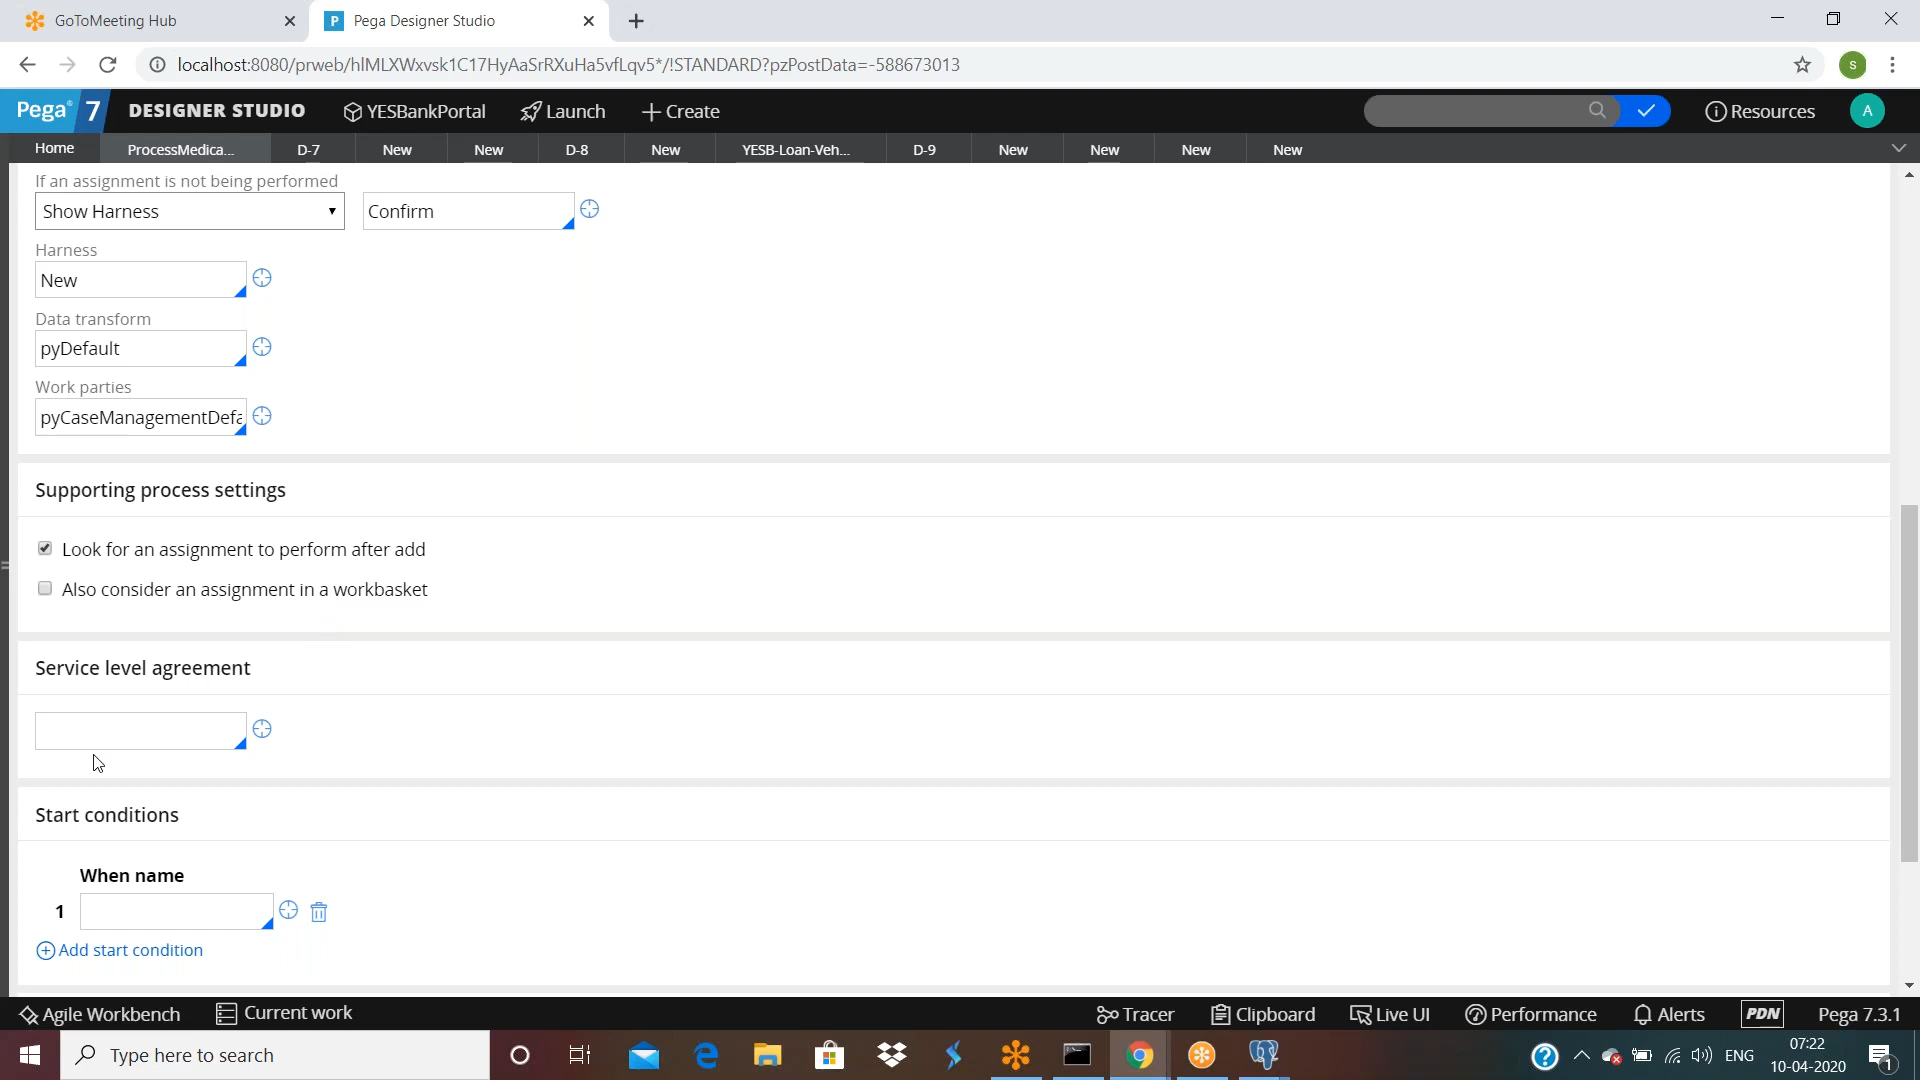 GoToMeeting Hub
P Pega Designer Studio
localhost:8080/prweb/hIMLXWxvsk1C17HyAaSrRXuHa5vfLqv5*/!STANDARD?pzPostData=-588673013
s
Pega 7 DESIGNER STUDIO YESBankPortal Launch Create Resources A
Home ProcessMedica... D-7 New New D-8 New YESB-Loan-Veh... D-9 New New New New
If an assignment is not being performed
Show Harness Confirm
Harness
New
Data transform
pyDefault
Work parties
pyCaseManagementDefa
Supporting process settings
Look for an assignment to perform after add
Also consider an assignment in a workbasket
Service level agreement
Start conditions
When name
1
Add start condition
Agile Workbench Current work Tracer Clipboard Live UI Performance Alerts PDN Pega 7.3.1
Type here to search
ENG
07:22
10-04-2020
1